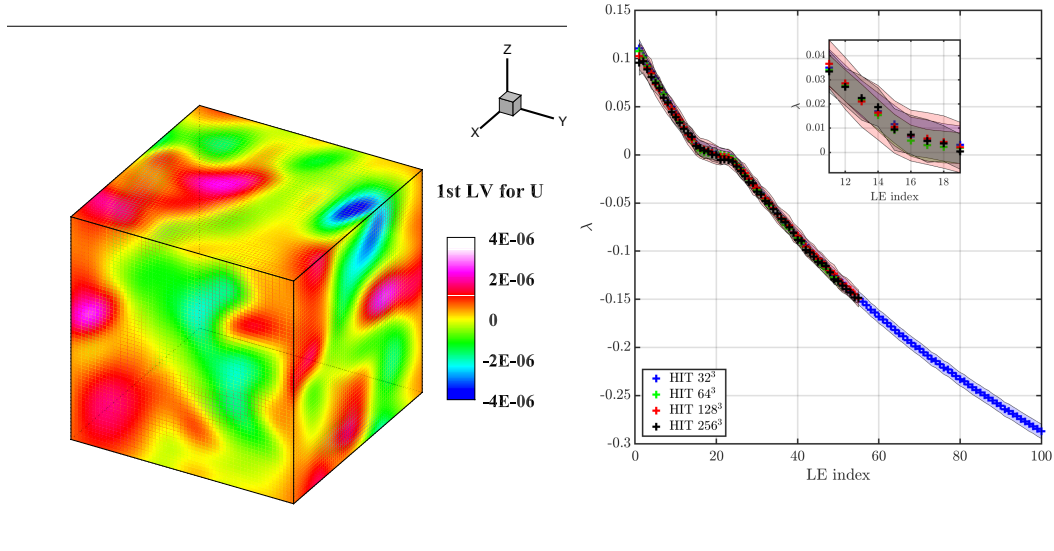 Z
Y
X
1st LV for U
4E-06
2E-06
0
-2E-06
-4E-06
0.15
0.1
0.05
0
-0.05
-0.1
-0.15
-0.2
-0.25
-0.3
λ
0 20 40 60 80 100
LE index
0.04
0.03
0.02
0.01
0
λ
12 14 16 18
LE index
HIT 32³
HIT 64³
HIT 128³
HIT 256³